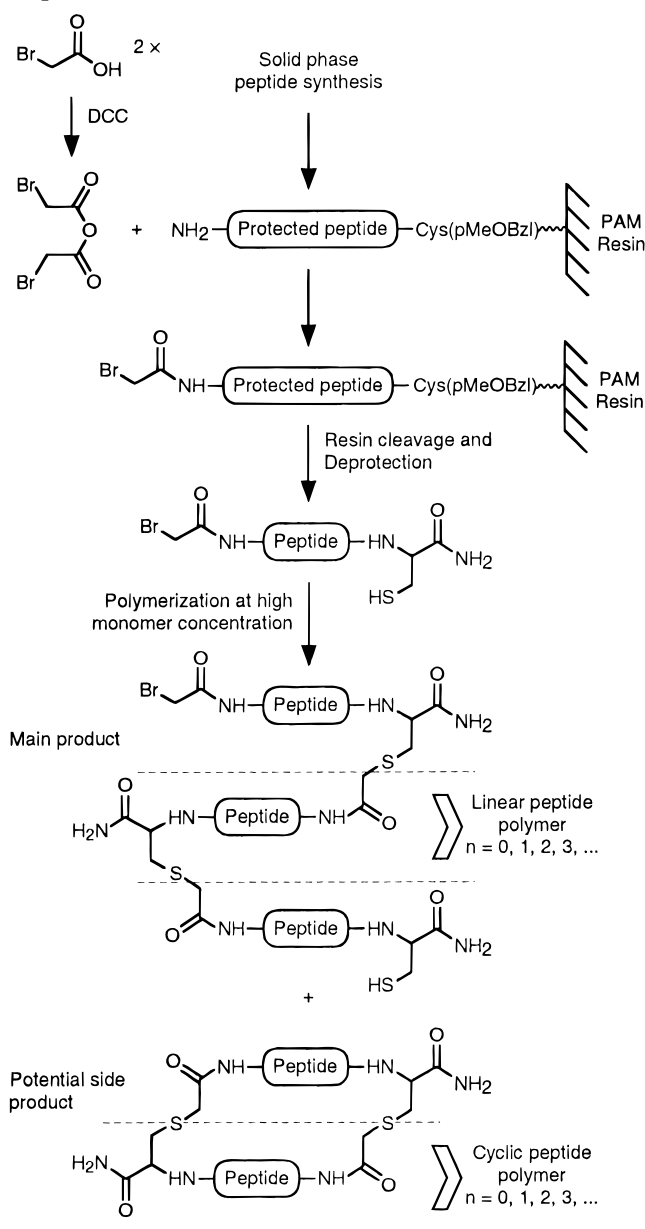 O
Br
OH
2 ×
Solid phase
peptide synthesis
DCC
Br
O
O
Br
O
+
NH2
Protected peptide
Cys(pMeOBzl)
PAM
Resin
O
Br
NH
Protected peptide
Cys(pMeOBzl)
PAM
Resin
Resin cleavage and
Deprotection
O
Br
NH
Peptide
HN
O
NH2
HS
Polymerization at high
monomer concentration
O
Br
NH
Peptide
HN
O
NH2
Main product
S
O
H2N
HN
Peptide
NH
O
Linear peptide
polymer
n = 0, 1, 2, 3, ...
S
O
NH
Peptide
HN
O
NH2
HS
+
Potential side
product
O
NH
Peptide
HN
O
NH2
S
S
H2N
O
HN
Peptide
NH
O
Cyclic peptide
polymer
n = 0, 1, 2, 3, ...